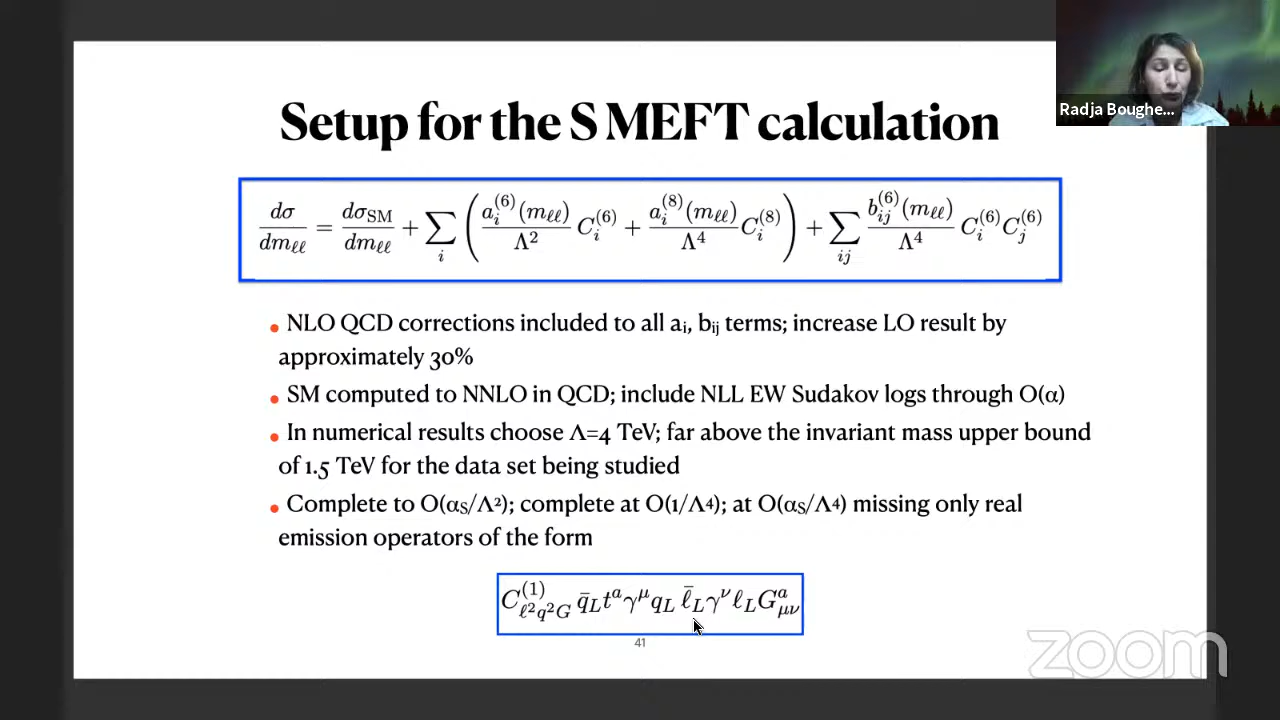 Setup for the SMEFT calculation
dσ/dm_ℓℓ = dσ_SM/dm_ℓℓ + ∑_i ( a_i^(6)(m_ℓℓ)/Λ² C_i^(6) + a_i^(8)(m_ℓℓ)/Λ⁴ C_i^(8) ) + ∑_ij b_ij^(6)(m_ℓℓ)/Λ⁴ C_i^(6) C_j^(6)
• NLO QCD corrections included to all aᵢ, bᵢⱼ terms; increase LO result by
approximately 30%
• SM computed to NNLO in QCD; include NLL EW Sudakov logs through O(α)
• In numerical results choose Λ=4 TeV; far above the invariant mass upper bound
of 1.5 TeV for the data set being studied
• Complete to O(α_S/Λ²); complete at O(1/Λ⁴); at O(α_S/Λ⁴) missing only real
emission operators of the form
C^(1)_{ℓ²q²G} q̄_L t^a γ^μ q_L ℓ̄_L γ^ν ℓ_L G^a_μν
41
Radja Boughe...
zoom